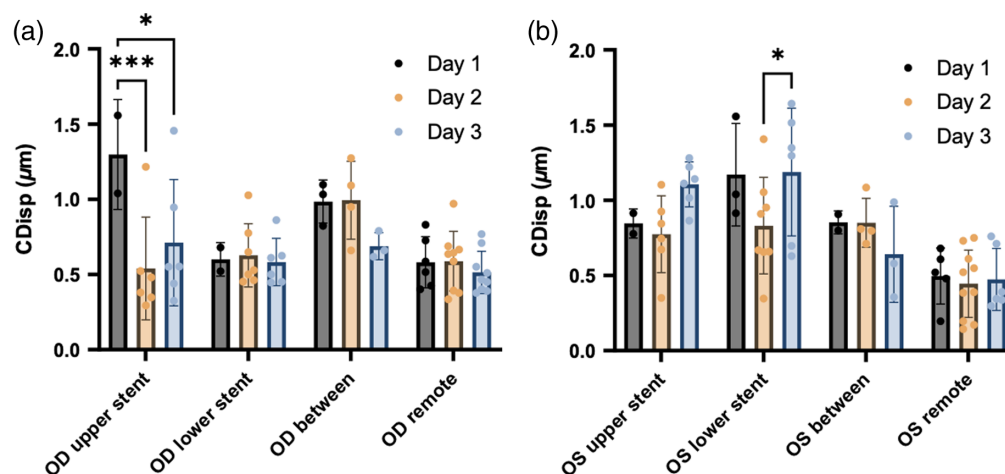 (a)
CDisp (µm)
2.0
1.5
1.0
0.5
0.0
*
***
Day 1
Day 2
Day 3
OD upper stent
OD lower stent
OD between
OD remote
(b)
CDisp (µm)
2.0
1.5
1.0
0.5
0.0
*
Day 1
Day 2
Day 3
OS upper stent
OS lower stent
OS between
OS remote